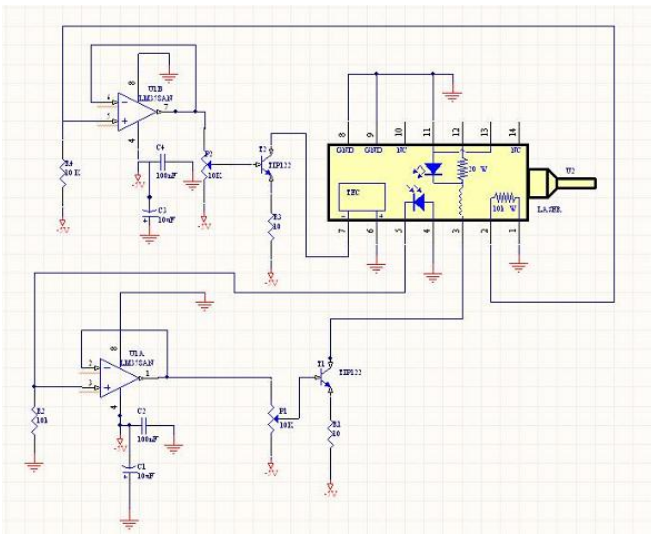 8
U1B
LM358AN
4
5
7
4
C4
100nF
C3
10uF
R4
10 K
P2
10K
T2
TIP122
R3
10
8
9
10
11
12
13
14
GND
GND
NC
NC
20 W
TEC
-
+
10k W
U2
LASER
7
6
5
4
3
2
1
8
U1A
LM358AN
2
3
1
4
C2
100nF
C1
10uF
R2
10k
P1
10K
T1
TIP122
R1
10